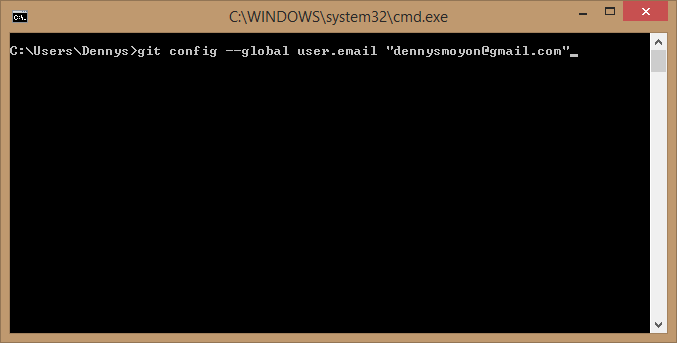 C:\WINDOWS\system32\cmd.exe
C:\Users\Dennys>git config --global user.email "dennysmoyon@gmail.com"_